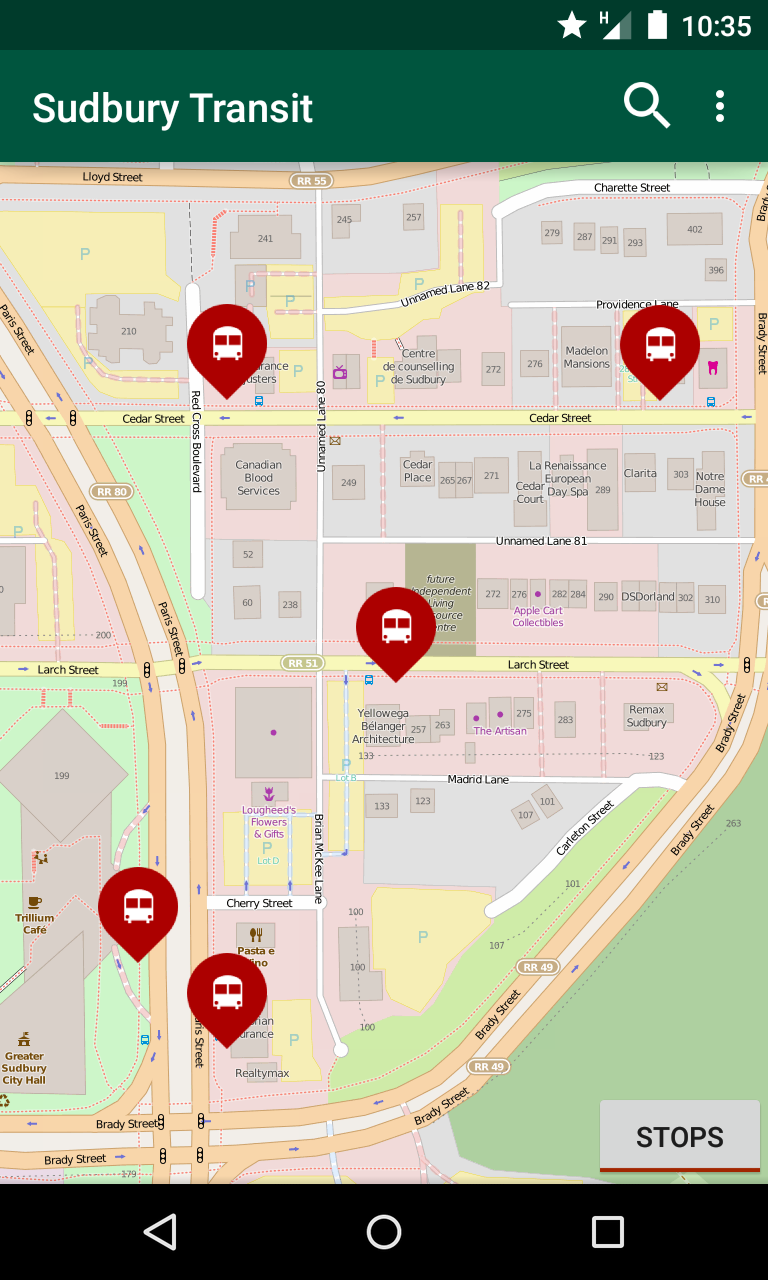 H
10:35
Sudbury Transit
Lloyd Street
RR 55
Charette Street
Brady S
245
257
241
279
287
291
293
402
396
P
P
P
P
Unnamed Lane 82
Providence Lane
Paris Street
210
P
P
P
P
Centre
de counselling
de Sudbury
272
276
Madelon
Mansions
Brady Street
Cedar Street
Cedar Street
Red Cross Boulevard
Unnamed Lane 80
Canadian
Blood
Services
249
Cedar
Place
265
267
271
Cedar
Court
La Renaissance
European
Day Spa
289
Clarita
303
Notre
Dame
House
RR 80
Paris Street
P
Unnamed Lane 81
52
60
238
future
272
276
282
284
290
DSDorland
302
310
Apple Cart
Collectibles
Paris Street
200
RR 51
Larch Street
Larch Street
199
Yellowega
Bélanger
Architecture
257
263
275
283
The Artisan
Remax
Sudbury
Brady Street
133
123
P
Lot B
199
Madrid Lane
133
123
107
101
Lougheed's
Flowers
& Gifts
P
Lot D
Brian McKee Lane
Carleton Street
Brady Street
263
101
Trillium
Café
Cherry Street
100
P
107
Pasta e
100
RR 49
100
Brady Street
P
Realtymax
Greater
Sudbury
City Hall
RR 49
Brady Street
Brady Street
Brady Street
179
STOPS